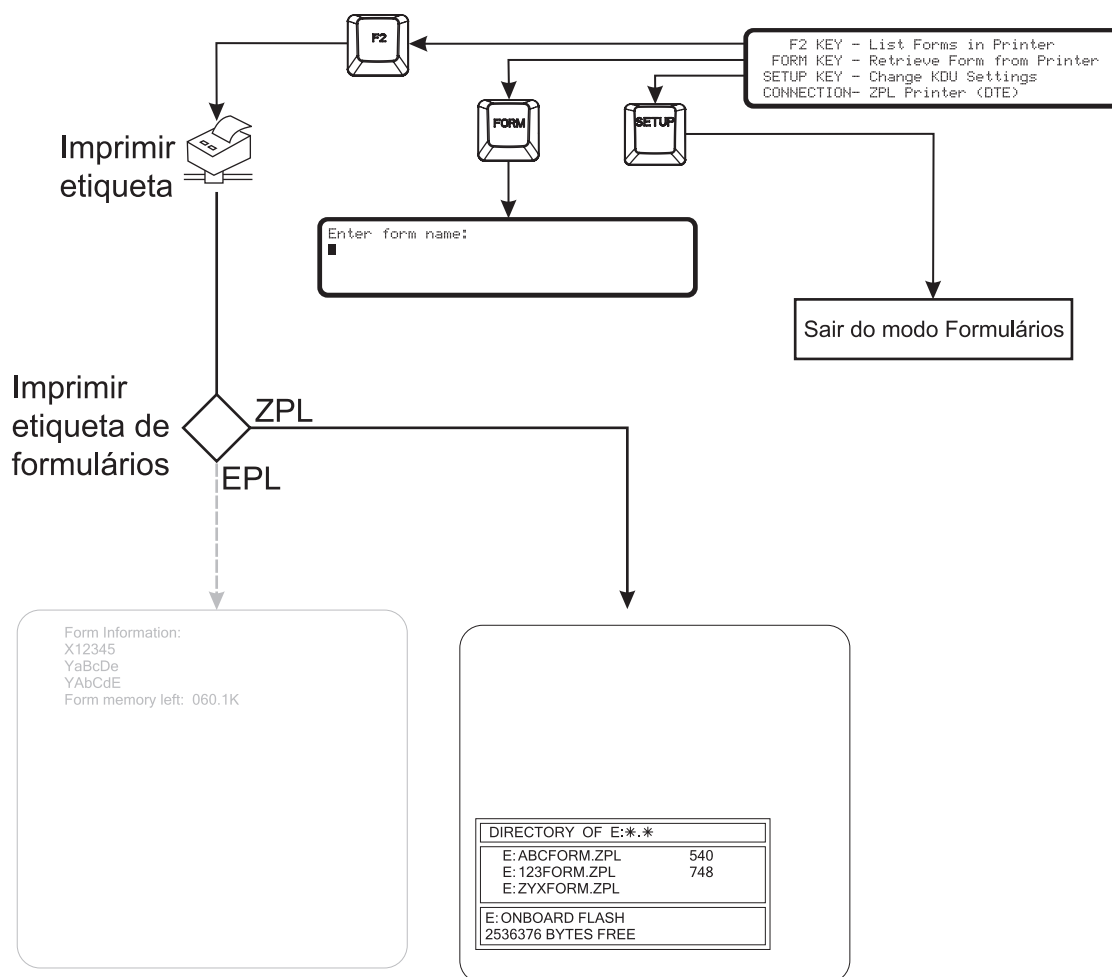 F2
F2 KEY - List Forms in Printer
FORM KEY - Retrieve Form from Printer
SETUP KEY - Change KDU Settings
CONNECTION- ZPL Printer (DTE)
FORM
SETUP
Imprimir
etiqueta
Enter form name:
Sair do modo Formulários
Imprimir
etiqueta de
formulários
ZPL
EPL
Form Information:
X12345
YaBcDe
YAbCdE
Form memory left: 060.1K
DIRECTORY OF E:*.*
E:ABCFORM.ZPL 540
E:123FORM.ZPL 748
E:ZYXFORM.ZPL
E:ONBOARD FLASH
2536376 BYTES FREE